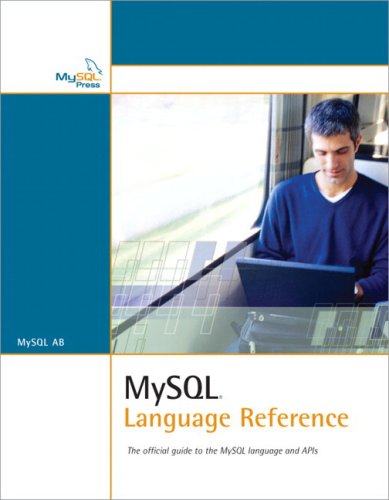 MySQL
Press
MySQL AB
MySQL®
Language Reference
The official guide to the MySQL language and APIs